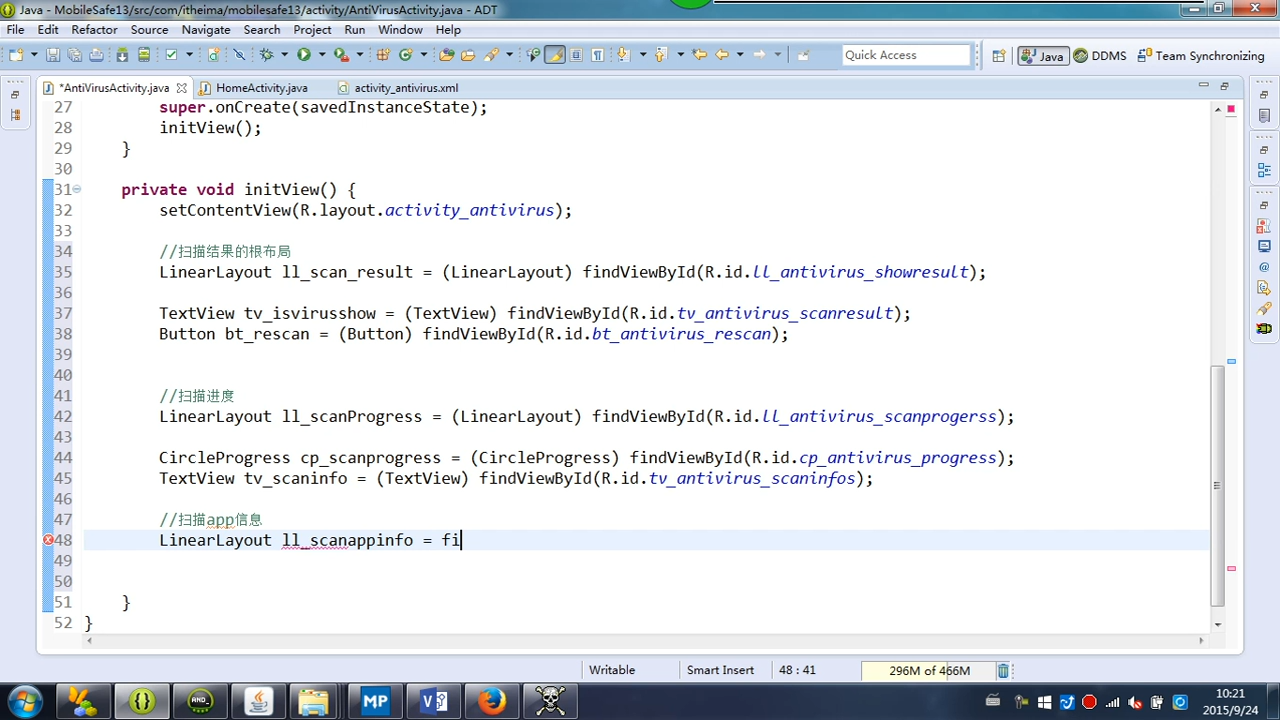 Java - MobileSafe13/src/com/itheima/mobilesafe13/activity/AntiVirusActivity.java - ADT
File Edit Refactoring Source Navigate Search Project Run Window Help
Quick Access
Java DDMS Team Synchronizing
*AntiVirusActivity.java HomeActivity.java activity_antivirus.xml
27 super.onCreate(savedInstanceState);
28 initView();
29 }
30
31 private void initView() {
32 setContentView(R.layout.activity_antivirus);
33
34 //扫描结果的根布局
35 LinearLayout ll_scan_result = (LinearLayout) findViewById(R.id.ll_antivirus_showresult);
36
37 TextView tv_isvirusshow = (TextView) findViewById(R.id.tv_antivirus_scanresult);
38 Button bt_rescan = (Button) findViewById(R.id.bt_antivirus_rescan);
39
40
41 //扫描进度
42 LinearLayout ll_scanProgress = (LinearLayout) findViewById(R.id.ll_antivirus_scanprogerss);
43
44 CircleProgress cp_scanprogress = (CircleProgress) findViewById(R.id.cp_antivirus_progress);
45 TextView tv_scaninfo = (TextView) findViewById(R.id.tv_antivirus_scaninfos);
46
47 //扫描app信息
48 LinearLayout ll_scanappinfo = fi
49
50
51 }
52 }
Writable Smart Insert 48 : 41 296M of 466M
AND_ MP
10:21
2015/9/24